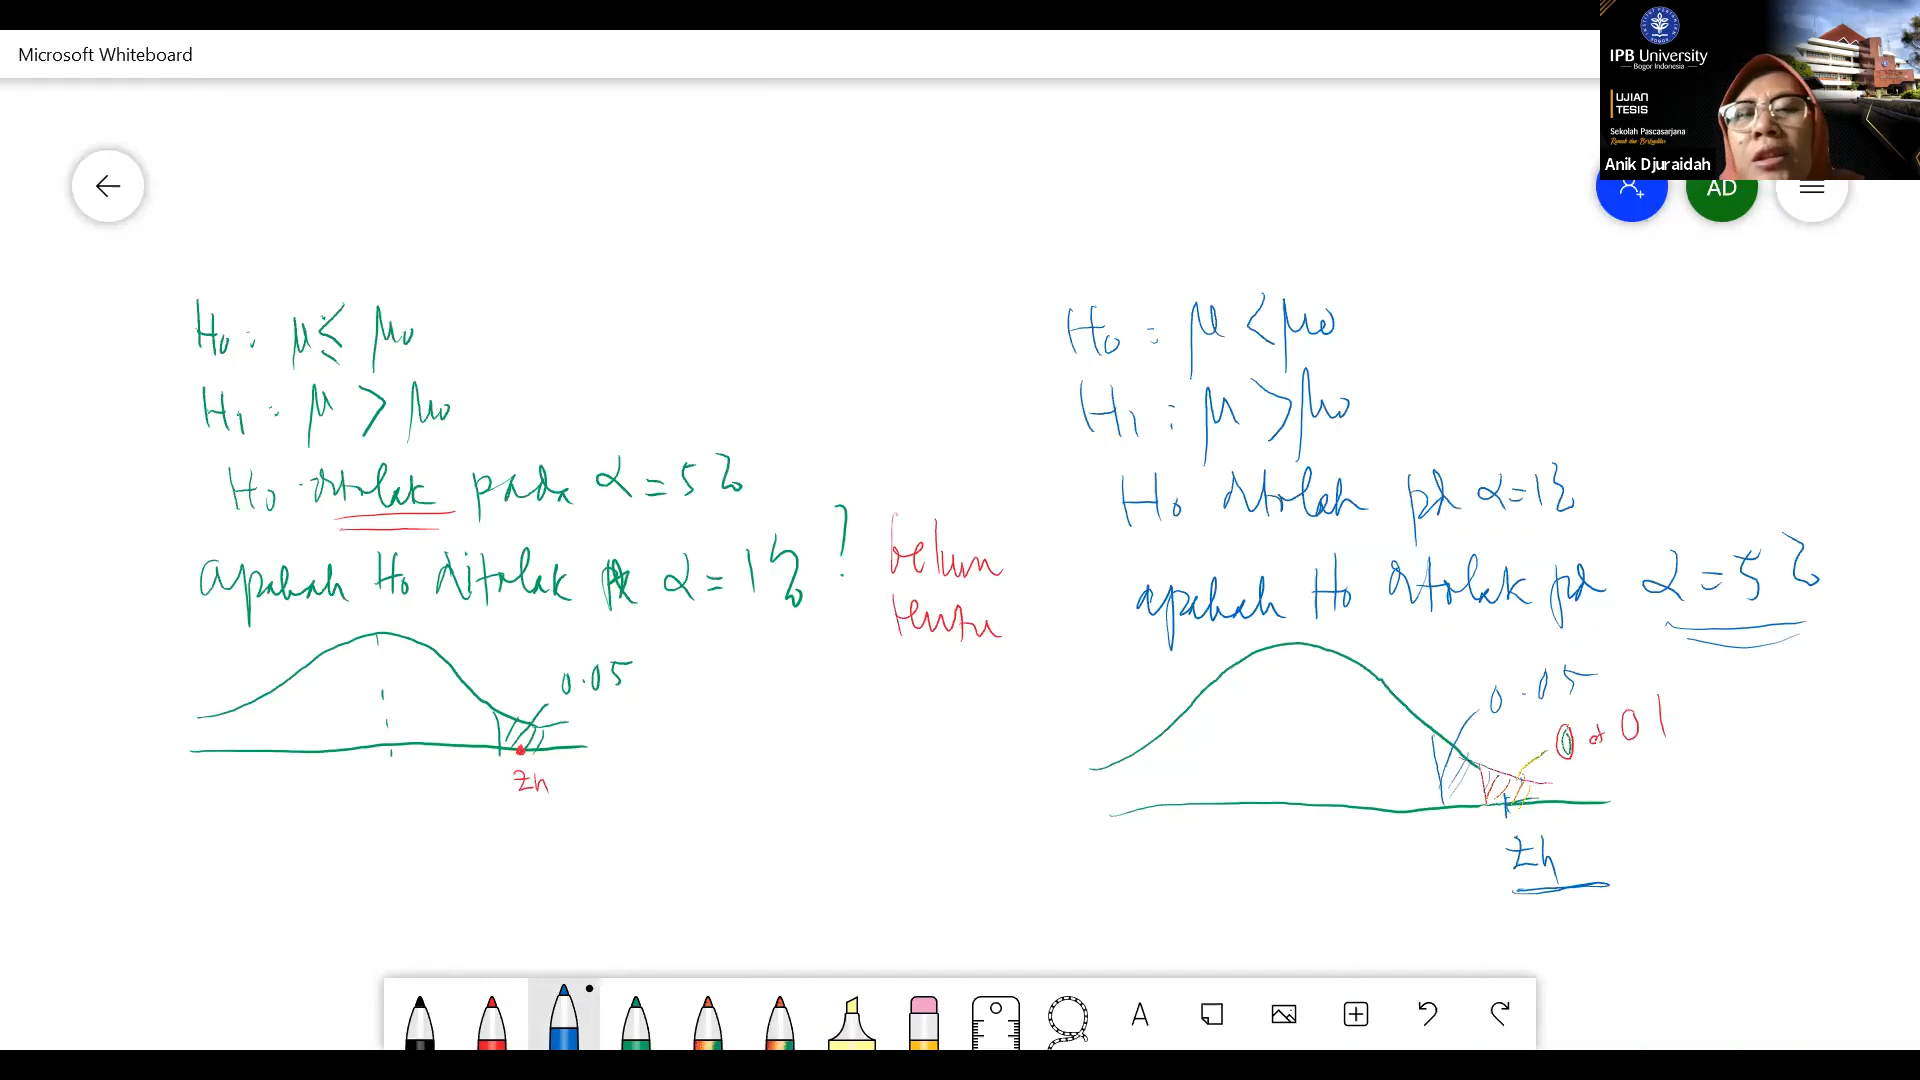 Microsoft Whiteboard
IPB University
Bogor Indonesia
UJIAN
TESIS
Sekolah Pascasarjana
Anik Djuraidah
AD
H0 : μ ≤ μ0
H1 : μ > μ0
H0 ditolak pada α = 5%
apakah H0 ditolak pd α = 1% ?
belum
tentu
0.05
Zh
H0 : μ < μ0
H1 : μ > μ0
H0 ditolak pd α = 1%
apakah H0 ditolak pd α = 5%
0.05
0.01
Zh
A